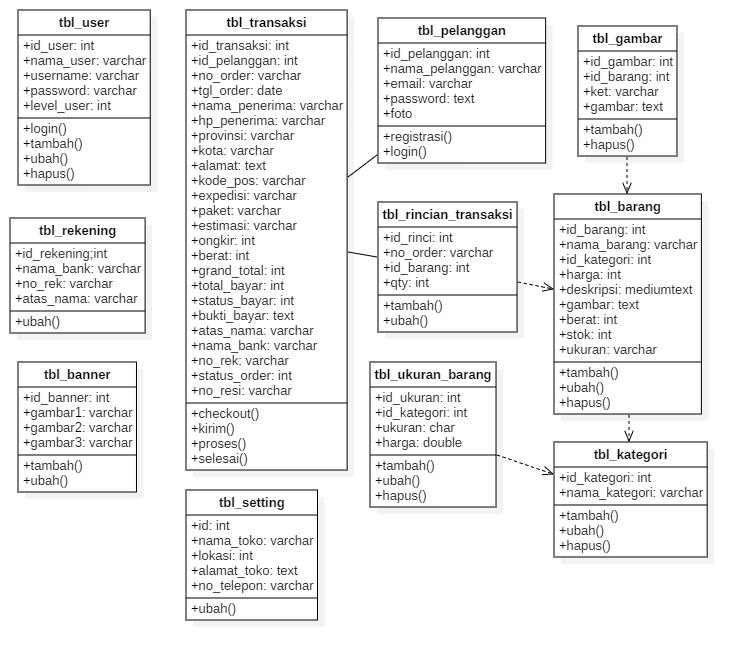 tbl_user
+id_user: int
+nama_user: varchar
+username: varchar
+password: varchar
+level_user: int
+login()
+tambah()
+ubah()
+hapus()
tbl_rekening
+id_rekening;int
+nama_bank: varchar
+no_rek: varchar
+atas_nama: varchar
+ubah()
tbl_banner
+id_banner: int
+gambar1: varchar
+gambar2: varchar
+gambar3: varchar
+tambah()
+ubah()
tbl_transaksi
+id_transaksi: int
+id_pelanggan: int
+no_order: varchar
+tgl_order: date
+nama_penerima: varchar
+hp_penerima: varchar
+provinsi: varchar
+kota: varchar
+alamat: text
+kode_pos: varchar
+expedisi: varchar
+paket: varchar
+estimasi: varchar
+ongkir: int
+berat: int
+grand_total: int
+total_bayar: int
+status_bayar: int
+bukti_bayar: text
+atas_nama: varchar
+nama_bank: varchar
+no_rek: varchar
+status_order: int
+no_resi: varchar
+checkout()
+kirim()
+proses()
+selesai()
tbl_setting
+id: int
+nama_toko: varchar
+lokasi: int
+alamat_toko: text
+no_telepon: varchar
+ubah()
tbl_pelanggan
+id_pelanggan: int
+nama_pelanggan: varchar
+email: varchar
+password: text
+foto
+registrasi()
+login()
tbl_rincian_transaksi
+id_rinci: int
+no_order: varchar
+id_barang: int
+qty: int
+tambah()
+ubah()
tbl_ukuran_barang
+id_ukuran: int
+id_kategori: int
+ukuran: char
+harga: double
+tambah()
+ubah()
+hapus()
tbl_gambar
+id_gambar: int
+id_barang: int
+ket: varchar
+gambar: text
+tambah()
+hapus()
tbl_barang
+id_barang: int
+nama_barang: varchar
+id_kategori: int
+harga: int
+deskripsi: mediumtext
+gambar: text
+berat: int
+stok: int
+ukuran: varchar
+tambah()
+ubah()
+hapus()
tbl_kategori
+id_kategori: int
+nama_kategori: varchar
+tambah()
+ubah()
+hapus()